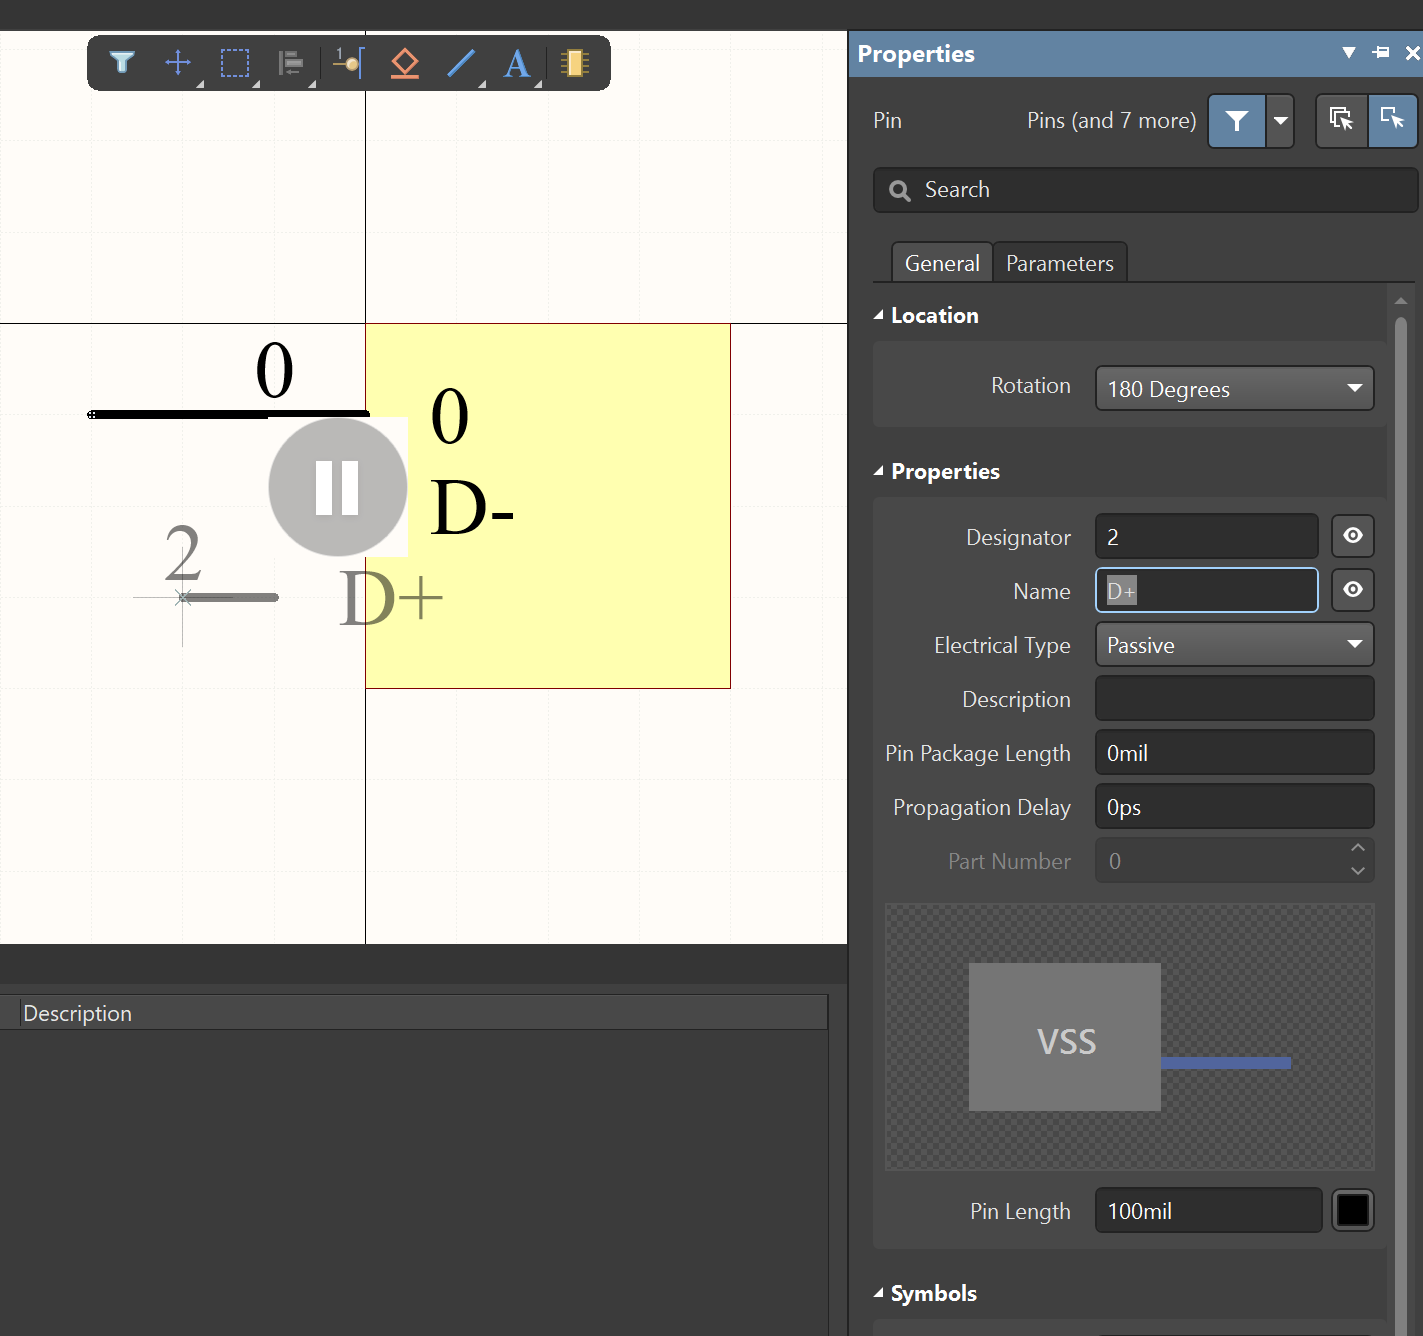 1
A
0
0
D-
2
D+
Description
Properties
Pin
Pins (and 7 more)
Search
General
Parameters
Location
Rotation
180 Degrees
Properties
Designator
2
Name
D+
Electrical Type
Passive
Description
Pin Package Length
0mil
Propagation Delay
0ps
Part Number
0
VSS
Pin Length
100mil
Symbols